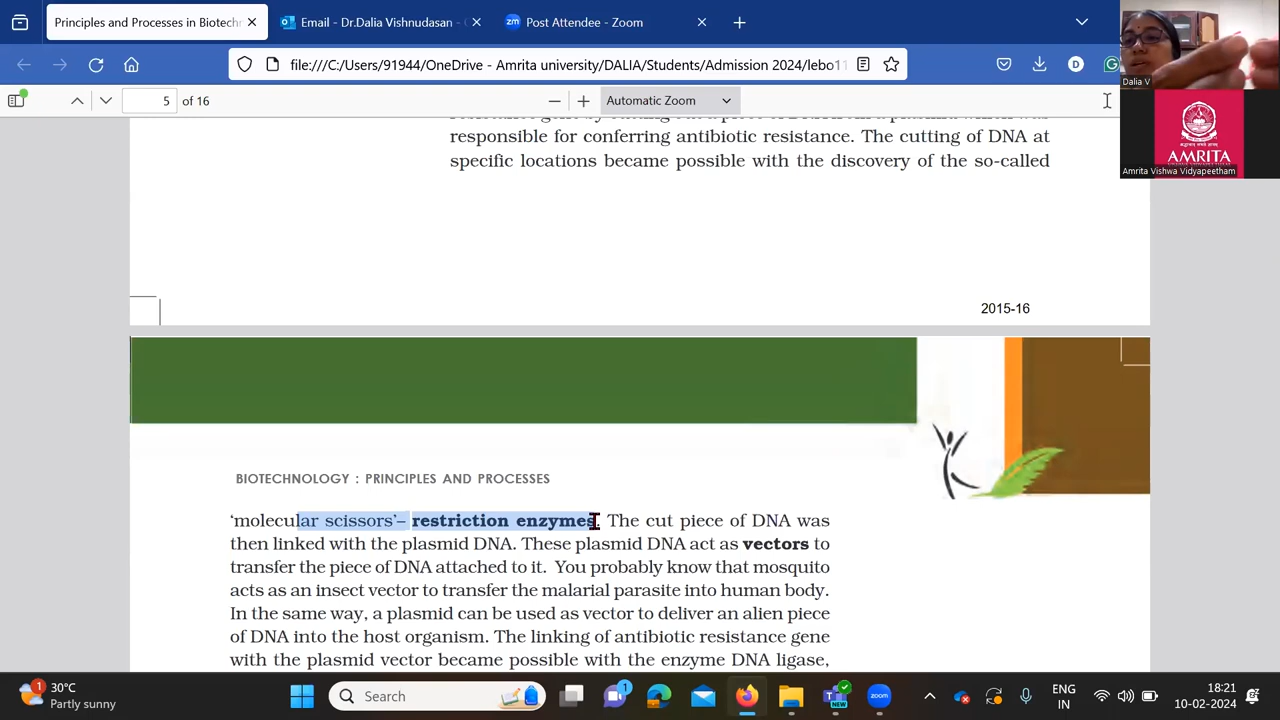 Principles and Processes in Biotechn
Email - Dr.Dalia Vishnudasan -
Post Attendee - Zoom
file:///C:/Users/91944/OneDrive - Amrita university/DALIA/Students/Admission 2024/lebo11
D
5 of 16
Automatic Zoom
Dalia V
AMRITA
Amrita Vishwa Vidyapeetham
responsible for conferring antibiotic resistance. The cutting of DNA at
specific locations became possible with the discovery of the so-called
2015-16
BIOTECHNOLOGY : PRINCIPLES AND PROCESSES
‘molecular scissors’– restriction enzymes. The cut piece of DNA was
then linked with the plasmid DNA. These plasmid DNA act as vectors to
transfer the piece of DNA attached to it. You probably know that mosquito
acts as an insect vector to transfer the malarial parasite into human body.
In the same way, a plasmid can be used as vector to deliver an alien piece
of DNA into the host organism. The linking of antibiotic resistance gene
with the plasmid vector became possible with the enzyme DNA ligase,
1
30°C
Partly sunny
Search
1
NEW
zoom
ENG
IN
18:21
10-02-2024